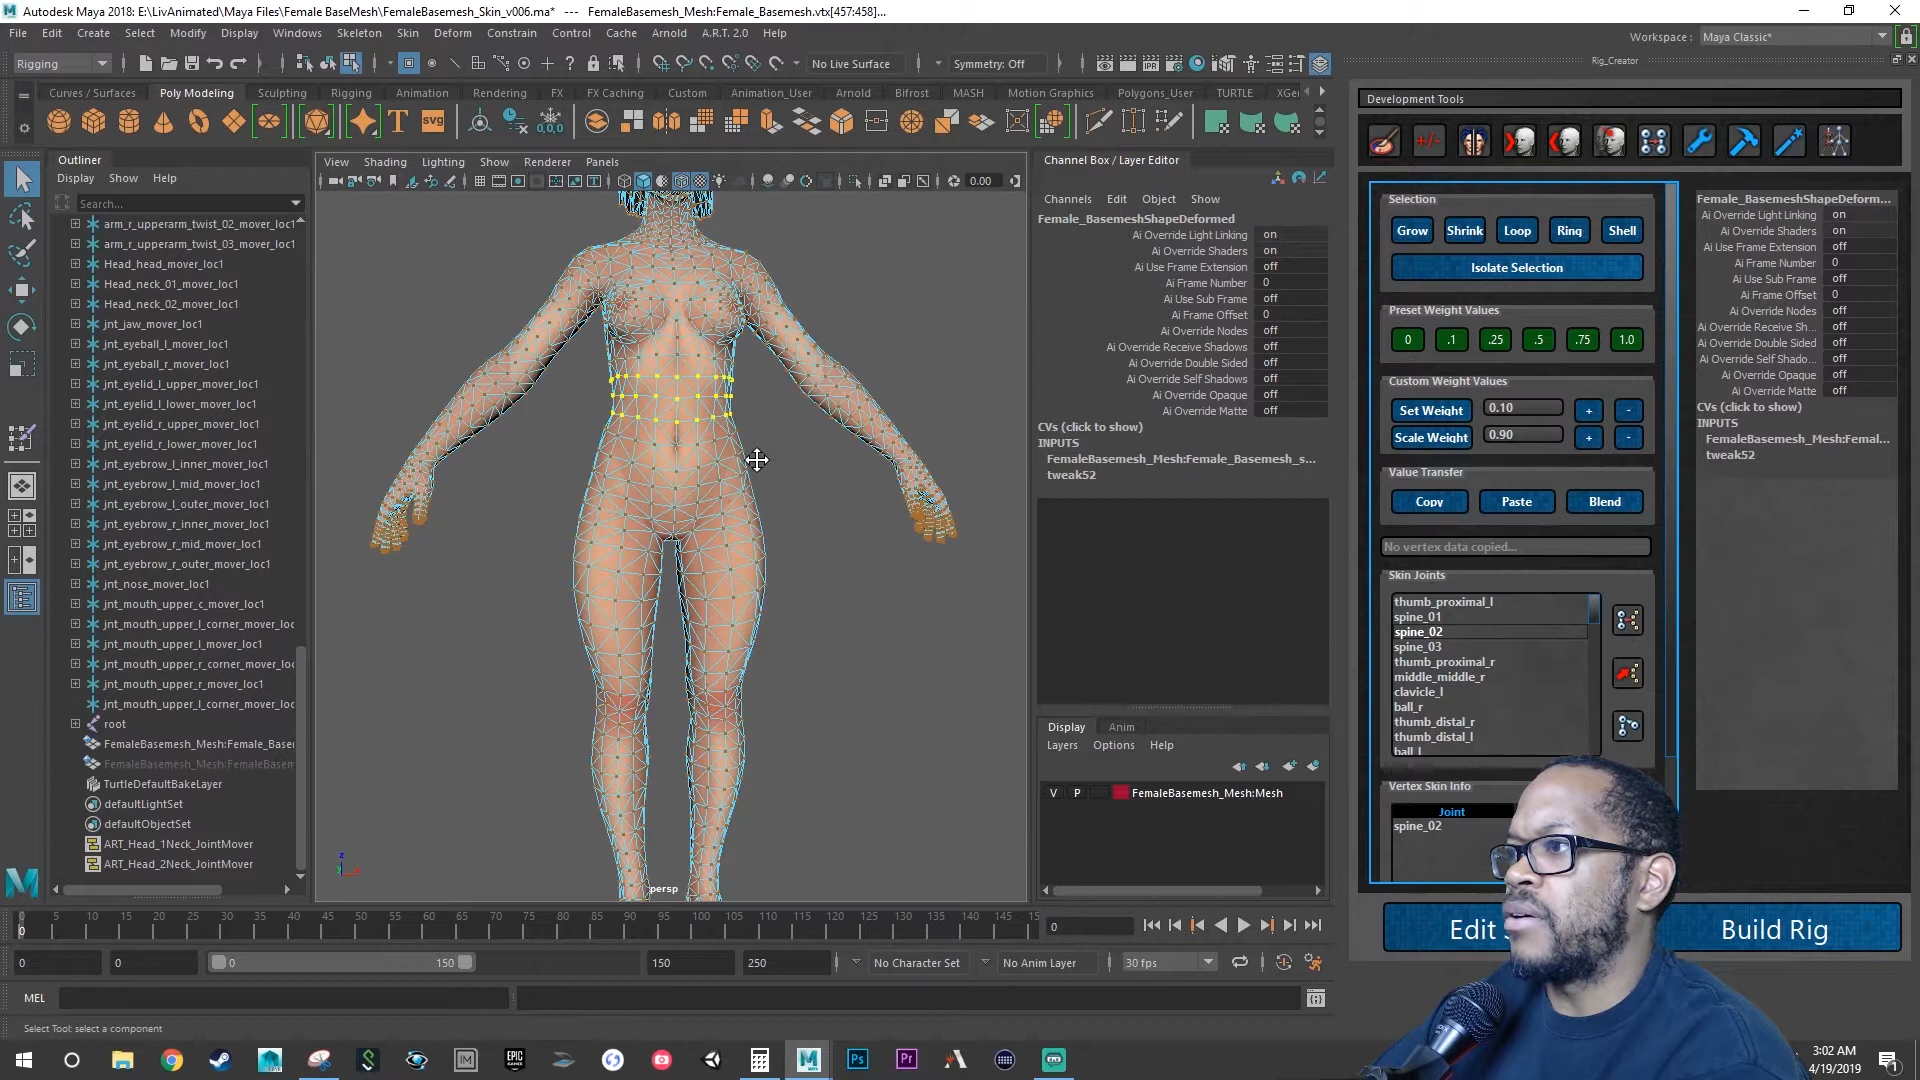 Autodesk Maya 2018: E:\LivAnimated\Maya Files\Female BaseMesh\FemaleBasemesh_Skin_v006.ma* --- FemaleBasemesh_Mesh:Female_Basemesh.vtx[457:458]...
File Edit Create Select Modify Display Windows Skeleton Skin Deform Constrain Control Cache Arnold A.R.T. 2.0 Help
Workspace : Maya Classic*
Rigging
No Live Surface
Symmetry: Off
Rig_Creator
Curves / Surfaces Poly Modeling Sculpting Rigging Animation Rendering FX FX Caching Custom Animation_User Arnold Bifrost MASH Motion Graphics Polygons_User TURTLE XGer
Development Tools
Outliner
Display Show Help
Search...
arm_r_upperarm_twist_02_mover_loc1
arm_r_upperarm_twist_03_mover_loc1
Head_head_mover_loc1
Head_neck_01_mover_loc1
Head_neck_02_mover_loc1
jnt_jaw_mover_loc1
jnt_eyeball_l_mover_loc1
jnt_eyeball_r_mover_loc1
jnt_eyelid_l_upper_mover_loc1
jnt_eyelid_l_lower_mover_loc1
jnt_eyelid_r_upper_mover_loc1
jnt_eyelid_r_lower_mover_loc1
jnt_eyebrow_l_inner_mover_loc1
jnt_eyebrow_l_mid_mover_loc1
jnt_eyebrow_l_outer_mover_loc1
jnt_eyebrow_r_inner_mover_loc1
jnt_eyebrow_r_mid_mover_loc1
jnt_eyebrow_r_outer_mover_loc1
jnt_nose_mover_loc1
jnt_mouth_upper_c_mover_loc1
jnt_mouth_upper_l_corner_mover_loc
jnt_mouth_upper_l_mover_loc1
jnt_mouth_upper_r_corner_mover_loc
jnt_mouth_upper_r_mover_loc1
jnt_mouth_upper_l_corner_mover_loc
root
FemaleBasemesh_Mesh:Female_Baser
FemaleBasemesh_Mesh:FemaleBasem
TurtleDefaultBakeLayer
defaultLightSet
defaultObjectSet
ART_Head_1Neck_JointMover
ART_Head_2Neck_JointMover
View Shading Lighting Show Renderer Panels
0.00
persp
z
Channel Box / Layer Editor
Channels Edit Object Show
Female_BasemeshShapeDeformed
Ai Override Light Linking on
Ai Override Shaders on
Ai Use Frame Extension off
Ai Frame Number 0
Ai Use Sub Frame off
Ai Frame Offset 0
Ai Override Nodes off
Ai Override Receive Shadows off
Ai Override Double Sided off
Ai Override Self Shadows off
Ai Override Opaque off
Ai Override Matte off
CVs (click to show)
INPUTS
FemaleBasemesh_Mesh:Female_Basemesh_s...
tweak52
Display Anim
Layers Options Help
V P FemaleBasemesh_Mesh:Mesh
Selection
Grow Shrink Loop Ring Shell
Isolate Selection
Preset Weight Values
0 .1 .25 .5 .75 1.0
Custom Weight Values
Set Weight 0.10 + -
Scale Weight 0.90 + -
Value Transfer
Copy Paste Blend
No vertex data copied...
Skin Joints
thumb_proximal_l
spine_01
spine_02
spine_03
thumb_proximal_r
middle_middle_r
clavicle_l
ball_r
thumb_distal_r
thumb_distal_l
ball_l
Vertex Skin Info
Joint
spine_02
Female_BasemeshShapeDeform...
Ai Override Light Linking on
Ai Override Shaders on
Ai Use Frame Extension off
Ai Frame Number 0
Ai Use Sub Frame off
Ai Frame Offset 0
Ai Override Nodes off
Ai Override Receive Sh... off
Ai Override Double Sided off
Ai Override Self Shado... off
Ai Override Opaque off
Ai Override Matte off
CVs (click to show)
INPUTS
FemaleBasemesh_Mesh:Femal...
tweak52
Edit
Build Rig
0 5 10 15 20 25 30 35 40 45 50 55 60 65 70 75 80 85 90 95 100 105 110 115 120 125 130 135 140 145 15
0
0
0 0 0 150 150 250 No Character Set No Anim Layer 30 fps
MEL
Select Tool: select a component
3:02 AM
4/19/2019
Ps
Pr
EPIC GAMES
1